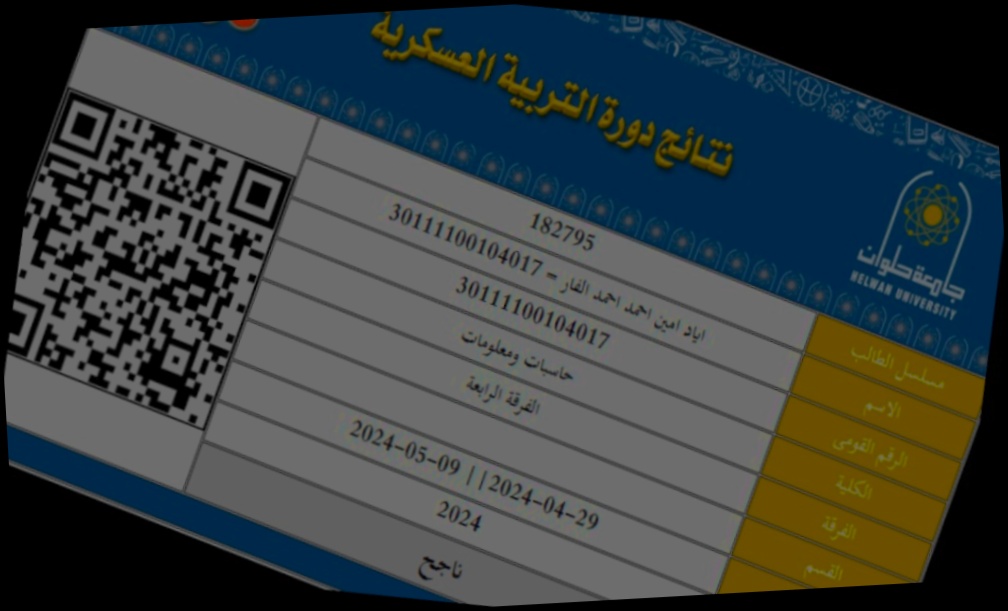 نتائج دورة التربية العسكرية
جامعة حلوان
HELWAN UNIVERSITY
مسلسل الطالب 182795
الاسم اياد امين احمد احمد الفار - 30111100104017
الرقم القومى 30111100104017
الكلية حاسبات ومعلومات
الفرقة الفرقة الرابعة
القسم
2024-04-29 || 2024-05-09
2024
ناجح